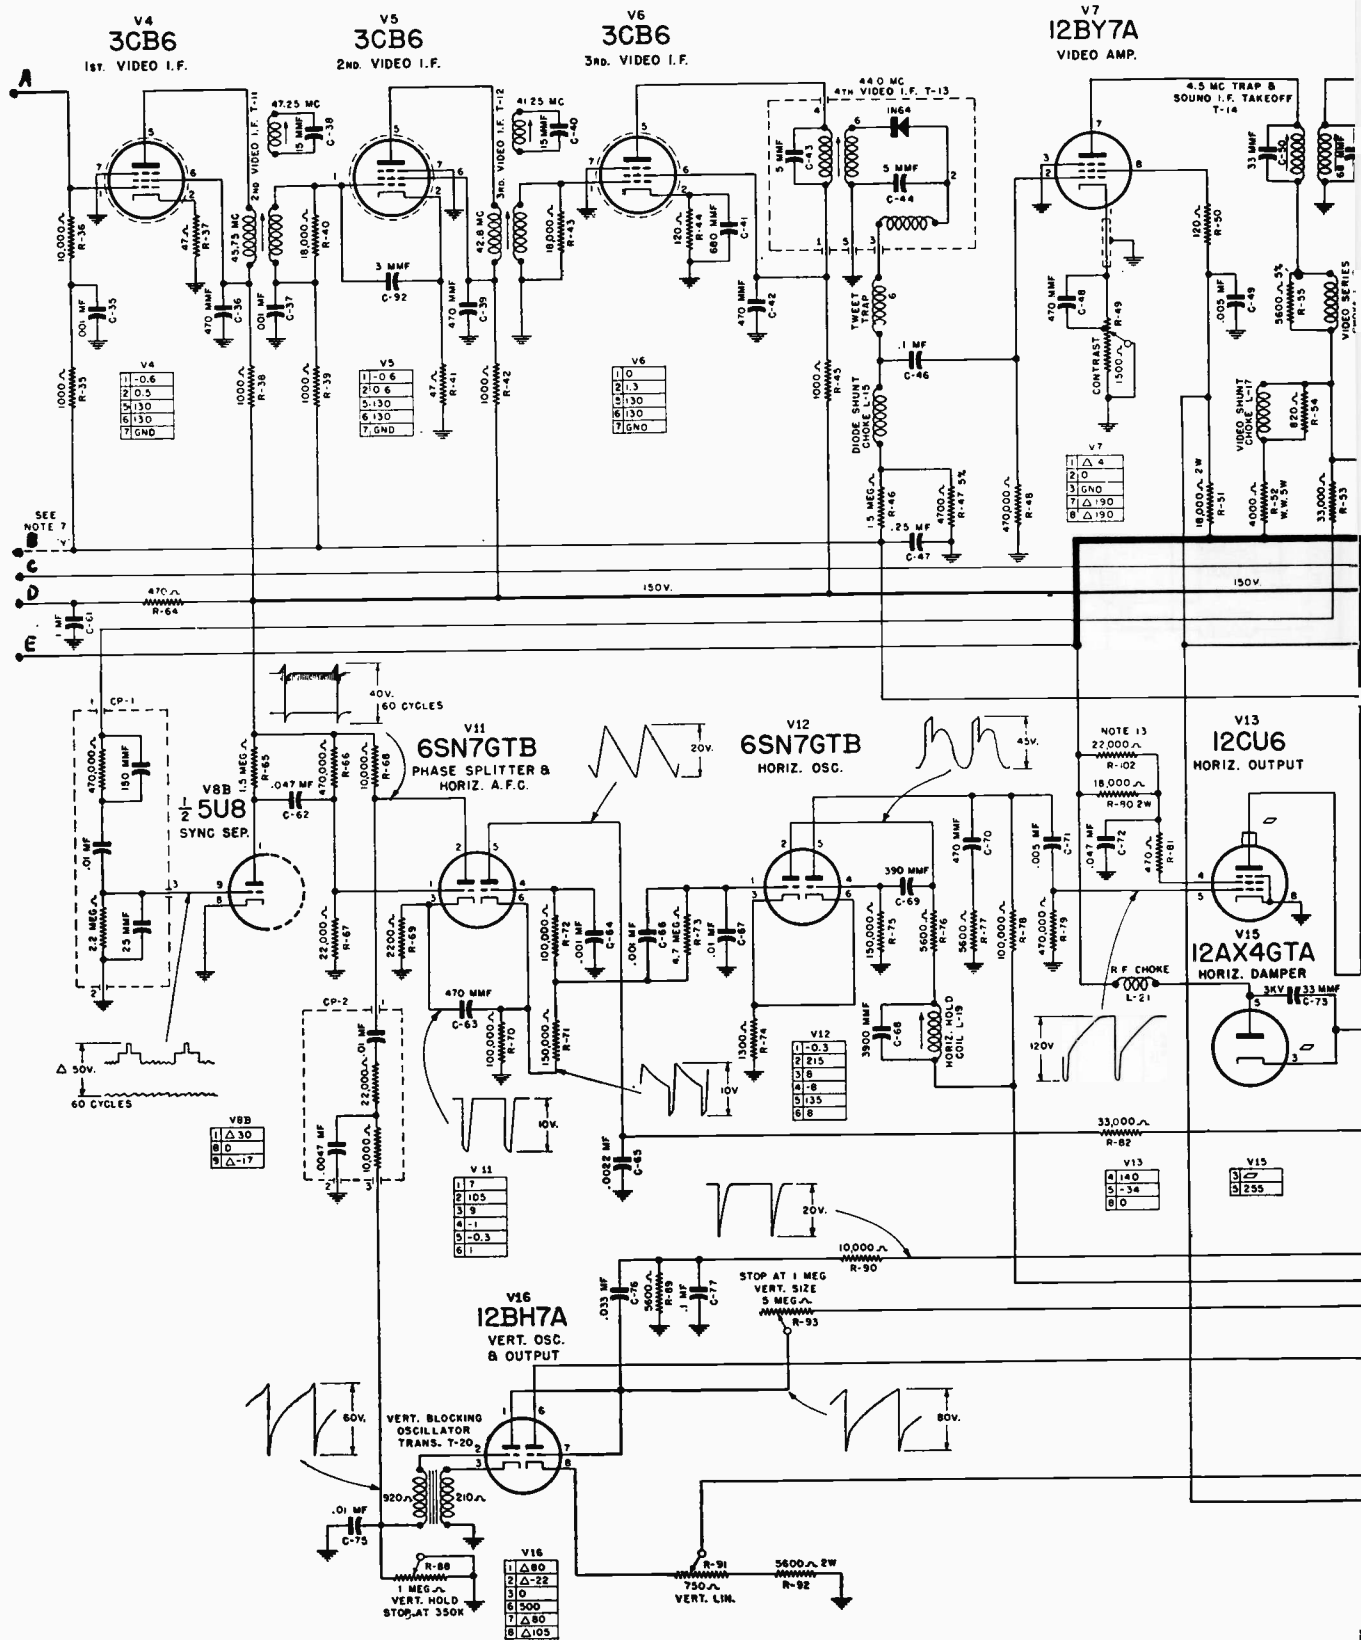 V4
3CB6
1ST. VIDEO I.F.
V5
3CB6
2ND. VIDEO I.F.
V6
3CB6
3RD. VIDEO I.F.
V7
12BY7A
VIDEO AMP.
A
47.25 MC
15 MMF
C-38
2ND VIDEO I.F. T-11
45.75 MC
41.25 MC
15 MMF
C-40
3RD. VIDEO I.F. T-12
42.8 MC
44.0 MC
4TH VIDEO I.F. T-13
1N64
5 MMF
C-43
5 MMF
C-44
4.5 MC TRAP &
SOUND I.F. TAKEOFF
T-14
33 MMF
C-50
68 MMF
10,000
R-36
47
R-37
18,000
R-40
18,000
R-43
120
R-44
680 MMF
C-41
120
R-50
.001 MF
C-35
470 MMF
C-36
.001 MF
C-37
3 MMF
C-92
470 MMF
C-39
470 MMF
C-42
TWEET
TRAP
.1 MF
C-46
470 MMF
C-48
R-49
CONTRAST
1500
.005 MF
C-49
5600 5%
R-55
VIDEO SERIES
1000
R-35
1000
R-38
1000
R-39
47
R-41
1000
R-42
1000
R-45
DIODE SHUNT
CHOKE L-15
VIDEO SHUNT
CHOKE L-17
820
R-54
V4
1 -0.6
2 0.5
5 130
6 130
7 GND
V5
1 -0.6
2 0.6
5 130
6 130
7 GND
V6
1 0
2 1.3
5 130
6 130
7 GND
V7
1 △ 4
2 0
3 GND
7 △ 190
8 △ 190
1.5 MEG
R-46
4700
R-47 5%
.25 MF
C-47
470,000
R-48
18,000 2W
R-51
4000
R-52
W.W. 5W
33,000
R-53
SEE
NOTE 7
B
"Y"
C
D
470
R-64
150V.
150V.
.1 MF
C-61
E
CP-1
470,000
150 MMF
.01 MF
2.2 MEG
25 MMF
40V.
60 CYCLES
V8B
½ 5U8
SYNC SEP.
1.5 MEG
R-65
.047 MF
C-62
470,000
R-66
10,000
R-68
V11
6SN7GTB
PHASE SPLITTER &
HORIZ. A.F.C.
20V.
V12
6SN7GTB
HORIZ. OSC.
45V.
NOTE 13
22,000
R-102
18,000
R-80 2W
.047 MF
C-72
470
R-81
V13
12CU6
HORIZ. OUTPUT
22,000
R-67
2200
R-69
100,000
R-72
.001 MF
C-64
.001 MF
C-66
4.7 MEG
R-73
.01 MF
C-67
390 MMF
C-69
150,000
R-75
5600
R-76
470 MMF
C-70
5600
R-77
100,000
R-78
.005 MF
C-71
470,000
R-79
V15
12AX4GTA
HORIZ. DAMPER
R F CHOKE
L-21
3KV 33 MMF
C-73
470 MMF
C-63
100,000
R-70
150,000
R-71
1300
R-74
3900 MMF
C-68
HORIZ. HOLD
COIL L-19
120V
△ 50V.
60 CYCLES
CP-2
.01 MF
22,000
.0047 MF
10,000
10V.
10V
V12
1 -0.3
2 215
3 8
4 -8
5 135
6 8
V8B
1 △ 30
8 0
9 △-17
V 11
1 7
2 105
3 9
4 -1
5 -0.3
6 1
.0022 MF
C-65
33,000
R-82
V13
4 140
5 -34
8 0
V15
3
5 255
20V.
10,000
R-90
.033 MF
C-76
5600
R-89
.1 MF
C-77
STOP AT 1 MEG
VERT. SIZE
5 MEG
R-93
V16
12BH7A
VERT. OSC.
& OUTPUT
60V.
80V.
VERT. BLOCKING
OSCILLATOR
TRANS. T-20
920
210
.01 MF
C-75
R-88
1 MEG
VERT. HOLD
STOP AT 350K
V16
1 △80
2 △-22
3 0
6 500
7 △80
8 △105
R-91
750
VERT. LIN.
5600 2W
R-92